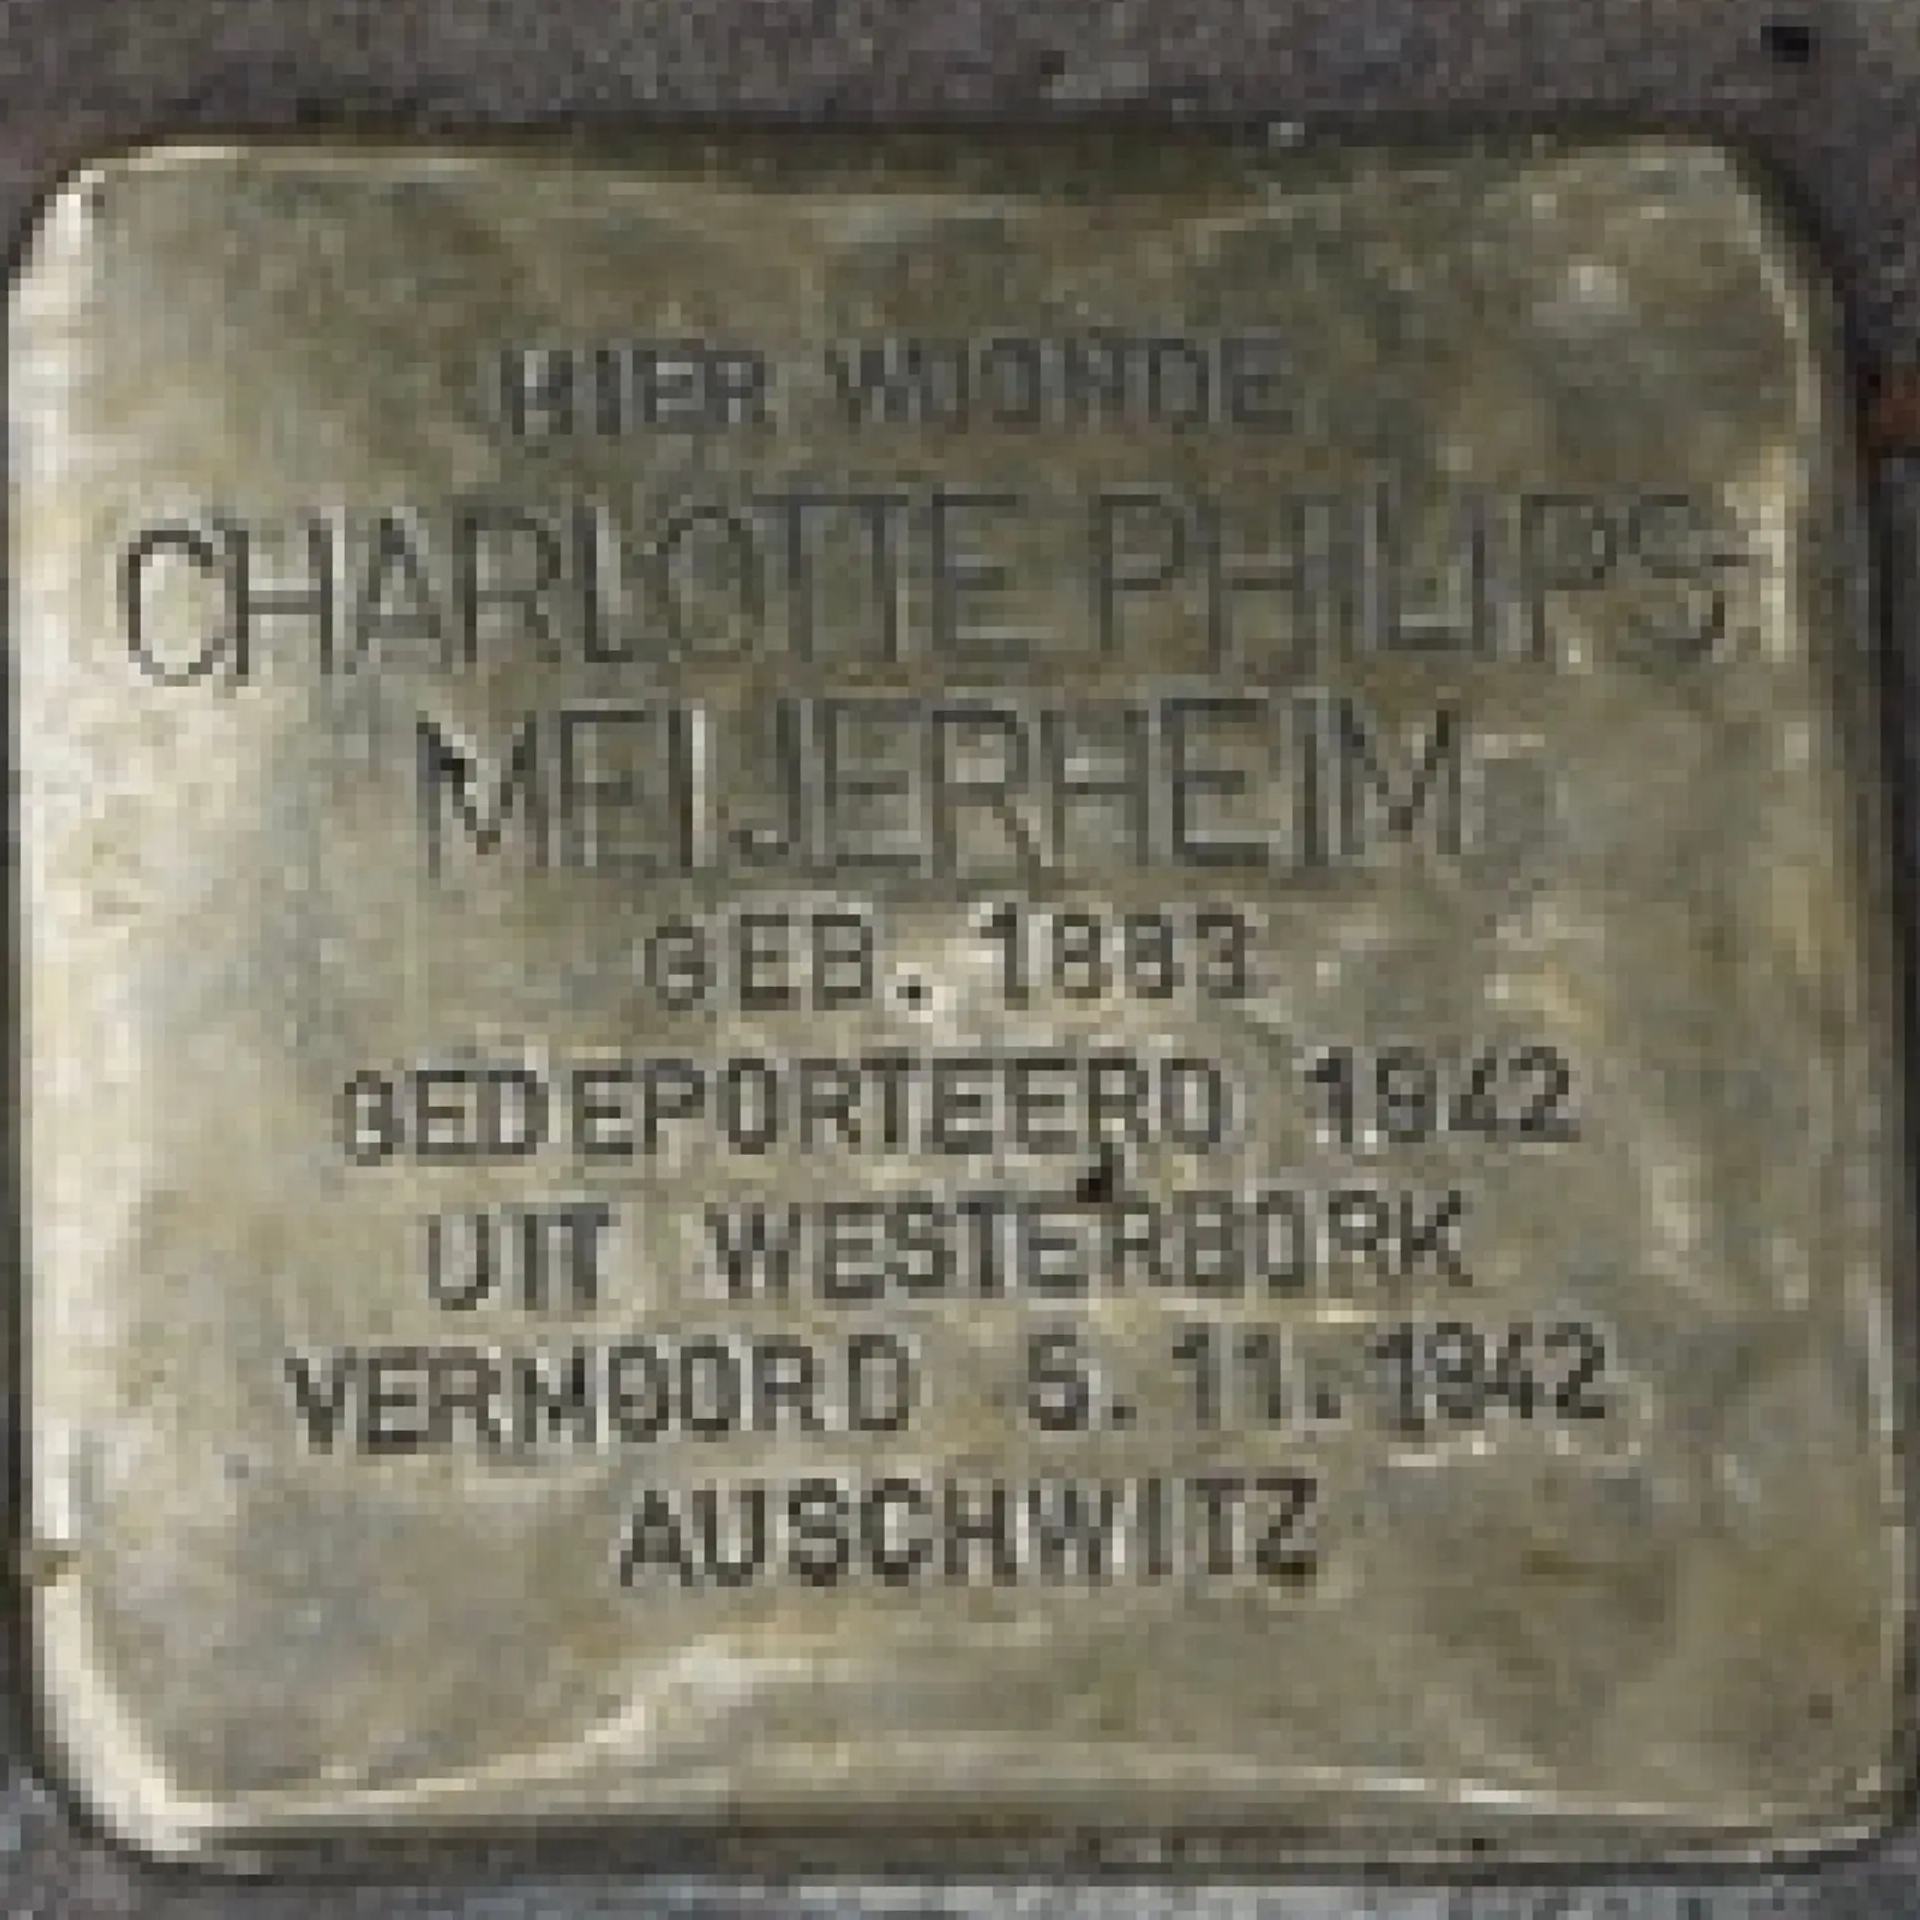 HIER WOONDE
CHARLOTTE PHILIPS-
MEIJERHEIM
GEB. 1883
GEDEPORTEERD 1942
UIT WESTERBORK
VERMOORD 5.11.1942
AUSCHWITZ